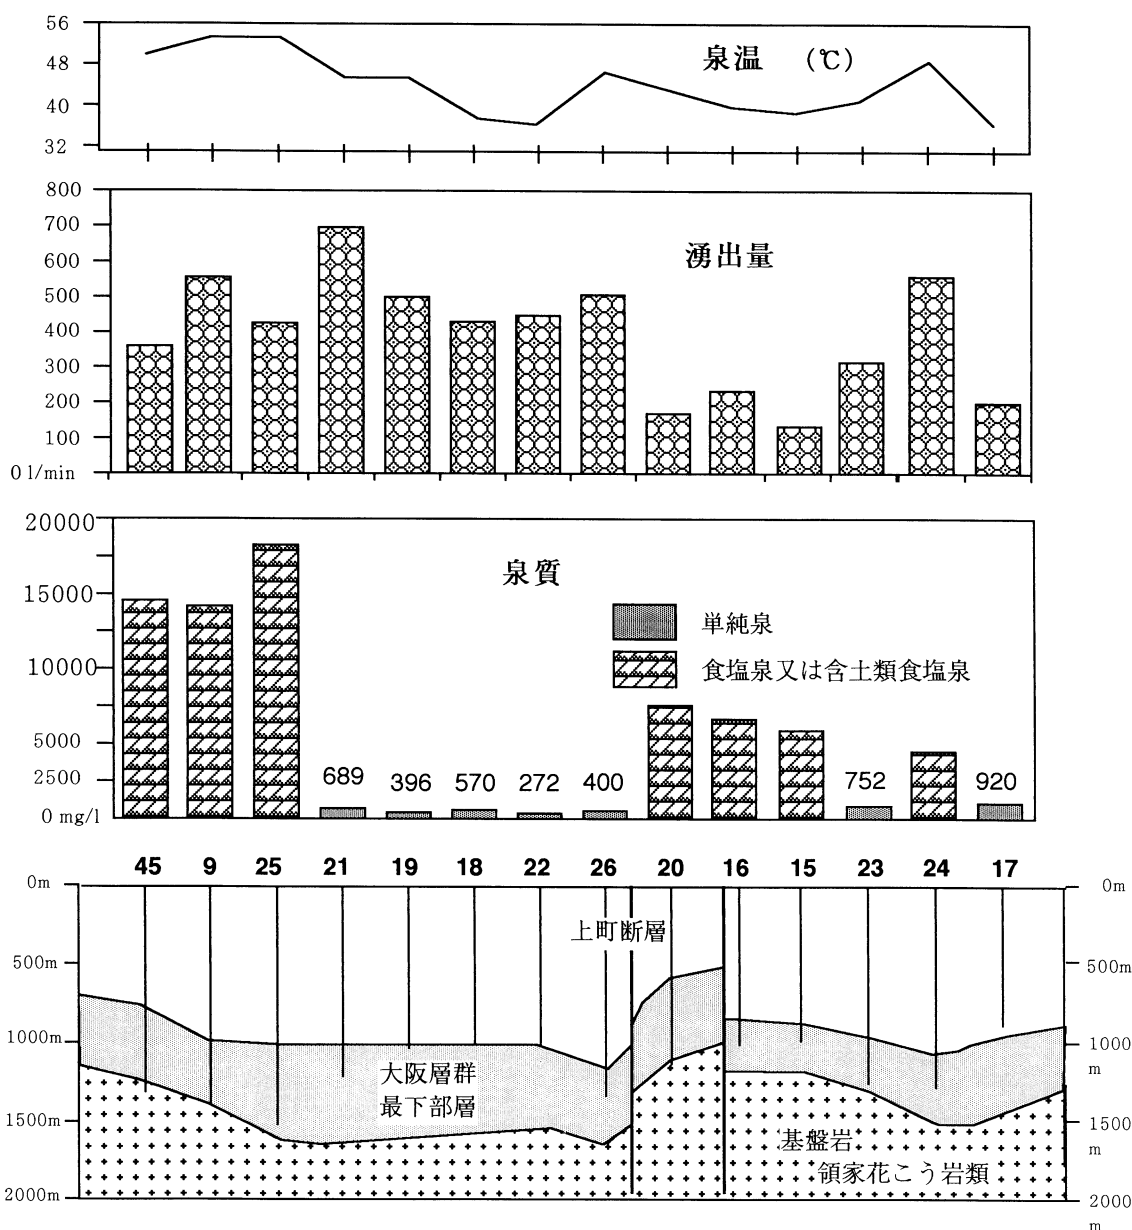 56
48
40
32
泉温 (℃)
800
700
600
500
400
300
200
100
0 l/min
湧出量
20000
15000
10000
5000
2500
0 mg/l
泉質
単純泉
食塩泉又は含土類食塩泉
689 396 570 272 400 752 920
45 9 25 21 19 18 22 26 20 16 15 23 24 17
0m
500m
1000m
1500m
2000m
上町断層
大阪層群
最下部層
基盤岩
領家花こう岩類
0m
500m
1000
m
1500
m
2000
m